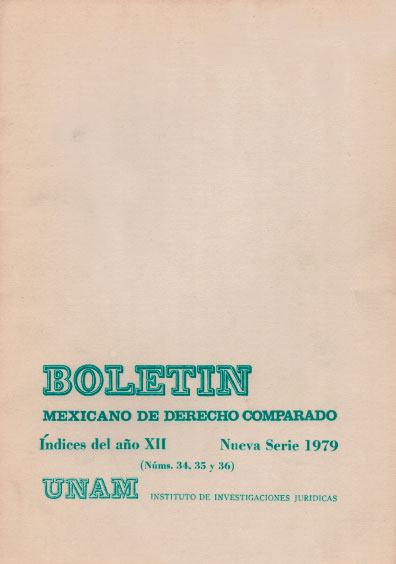 BOLETIN
MEXICANO DE DERECHO COMPARADO
Índices del año XII Nueva Serie 1979
(Núms. 34, 35 y 36)
UNAM INSTITUTO DE INVESTIGACIONES JURIDICAS